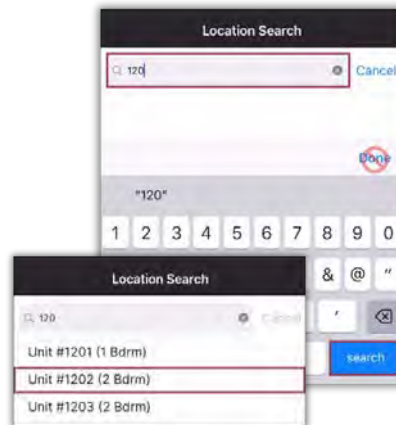 Location Search
120 Cancel
Done
"120"
1 2 3 4 5 6 7 8 9 0
& @ "
'
search
Location Search
120 Cancel
Unit #1201 (1 Bdrm)
Unit #1202 (2 Bdrm)
Unit #1203 (2 Bdrm)